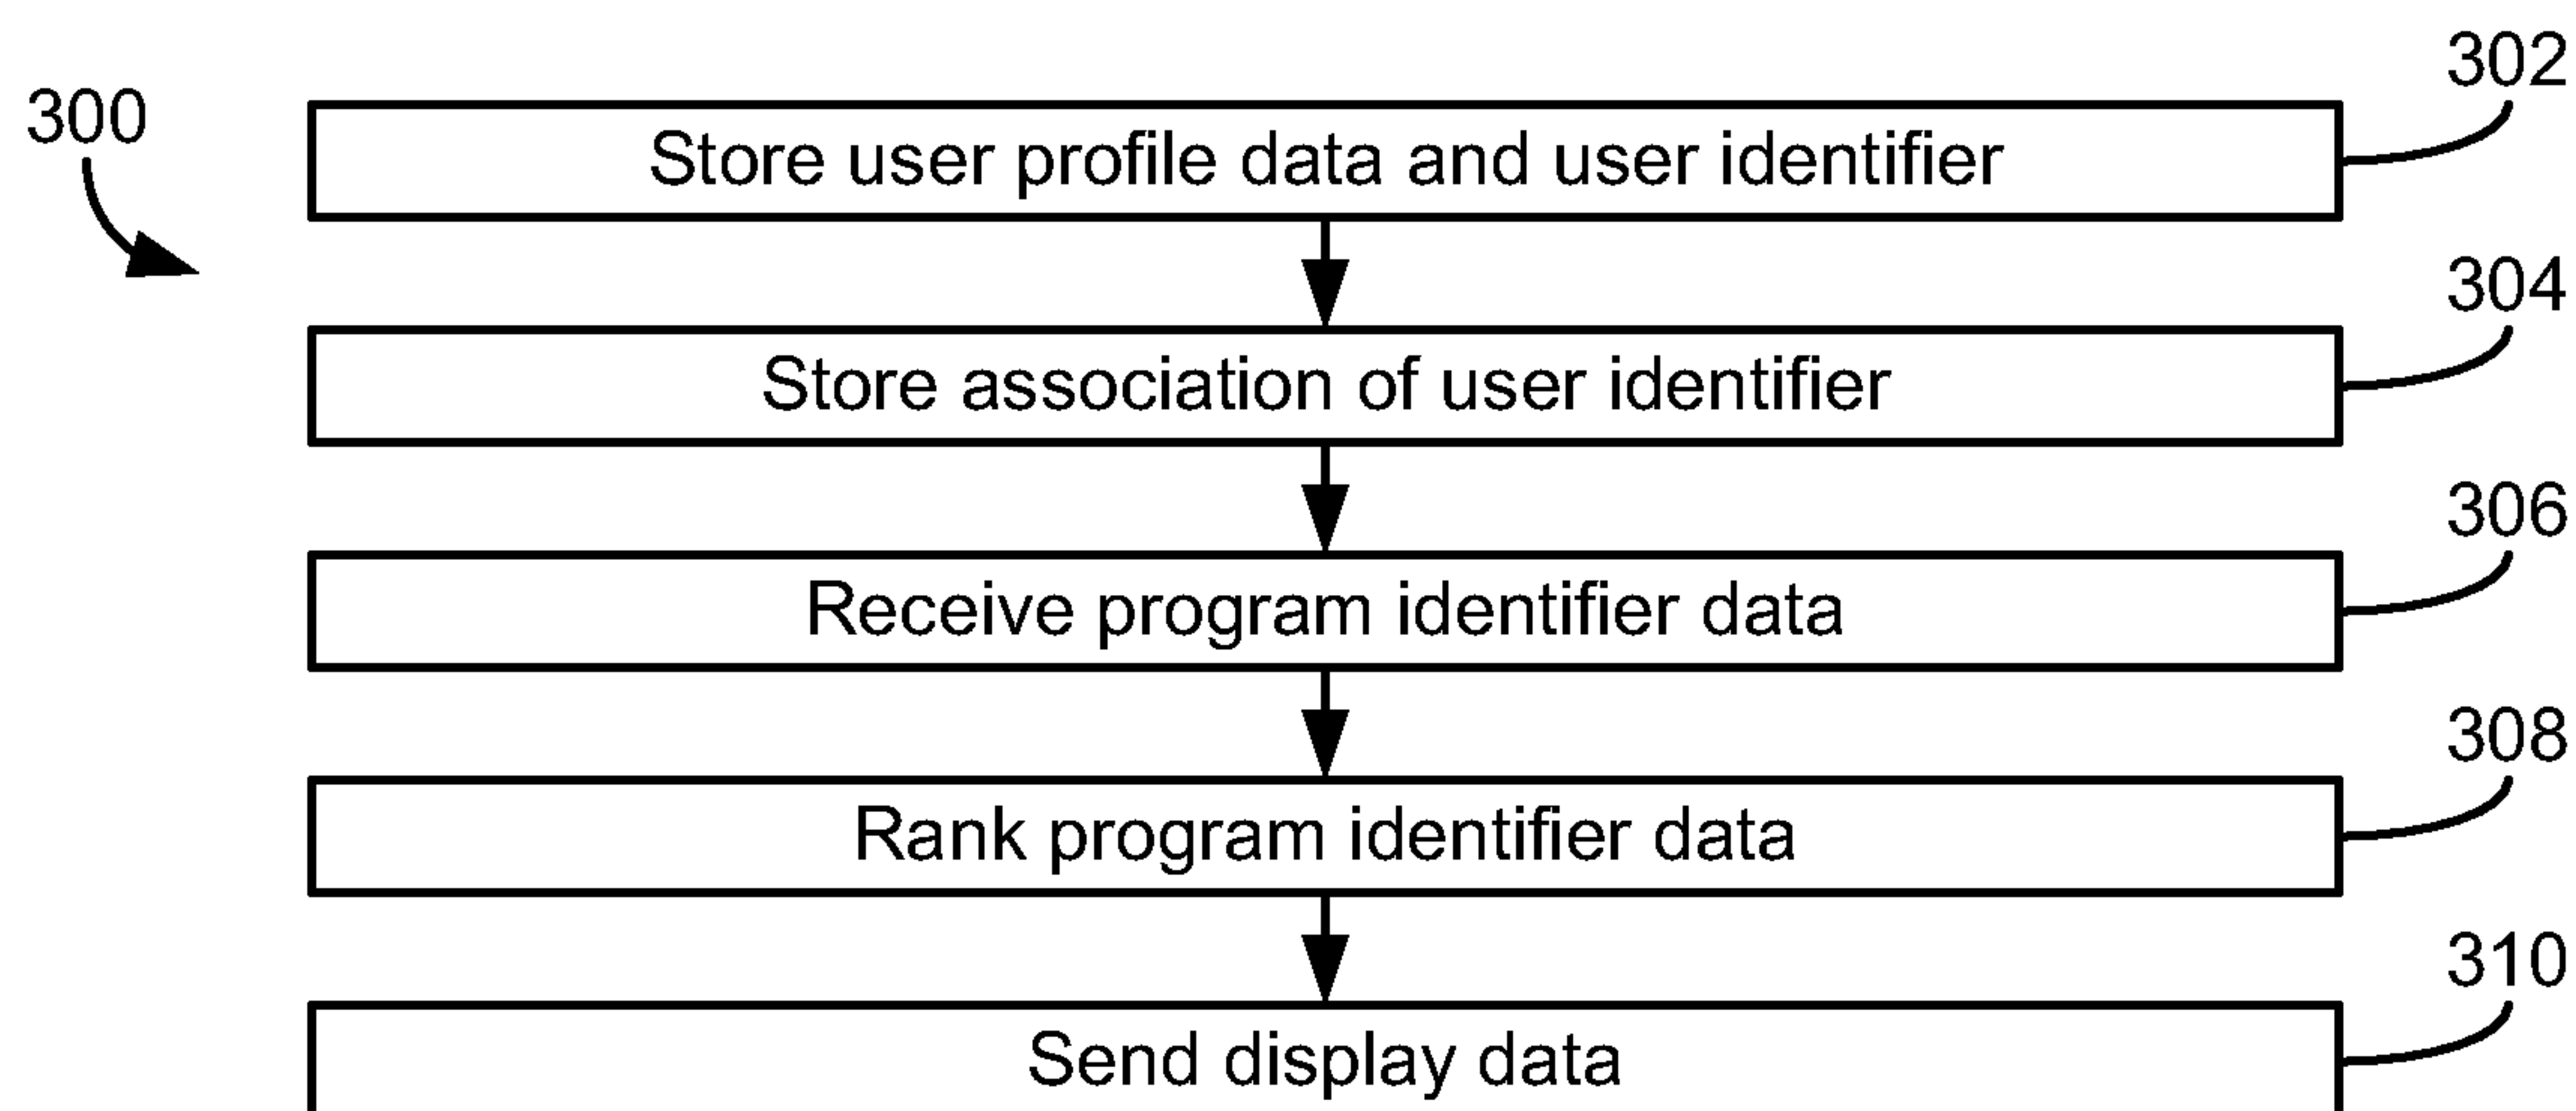 302
300
Store user profile data and user identifier
304
Store association of user identifier
306
Receive program identifier data
308
Rank program identifier data
310
Send display data